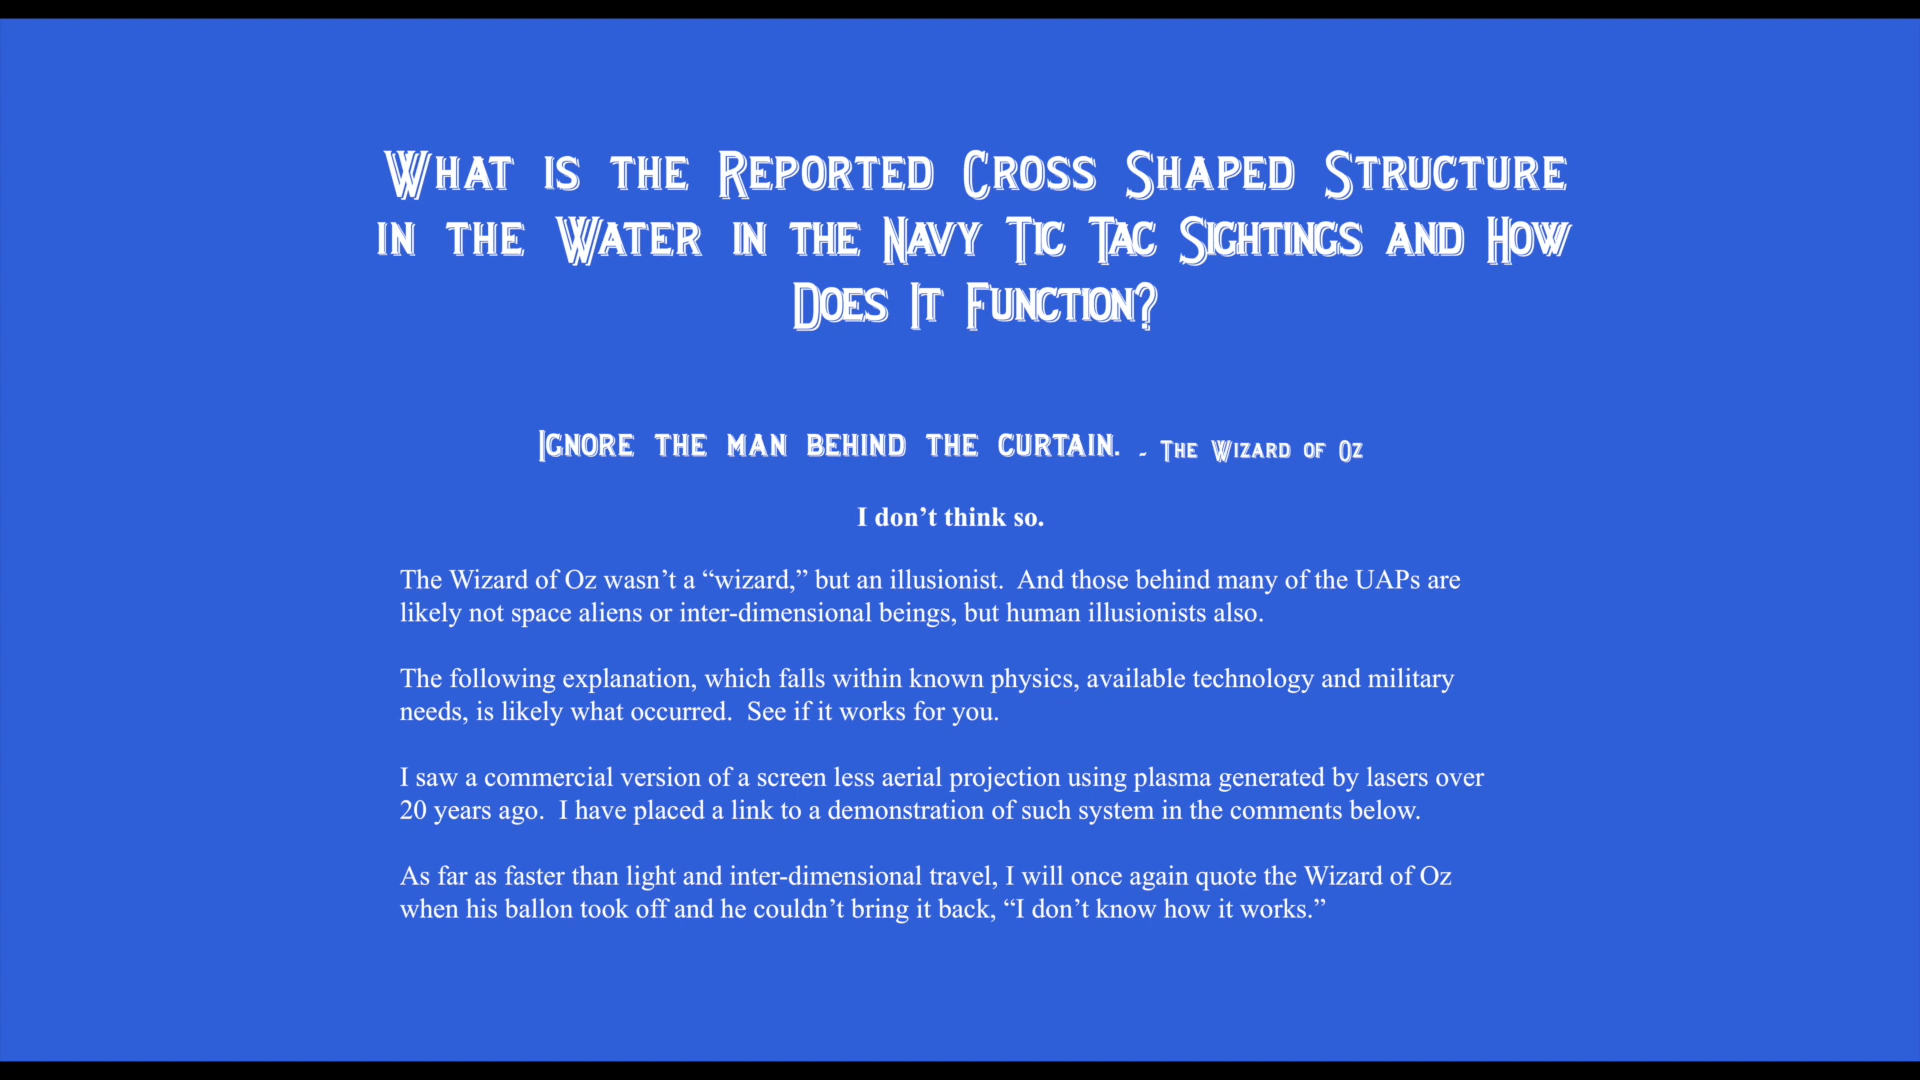 What is the Reported Cross Shaped Structure
in the Water in the Navy Tic Tac Sightings and How
Does It Function?
Ignore the man behind the curtain. - The Wizard of Oz
I don’t think so.
The Wizard of Oz wasn’t a “wizard,” but an illusionist.  And those behind many of the UAPs are
likely not space aliens or inter-dimensional beings, but human illusionists also.
The following explanation, which falls within known physics, available technology and military
needs, is likely what occurred.  See if it works for you.
I saw a commercial version of a screen less aerial projection using plasma generated by lasers over
20 years ago.  I have placed a link to a demonstration of such system in the comments below.
As far as faster than light and inter-dimensional travel, I will once again quote the Wizard of Oz
when his ballon took off and he couldn’t bring it back, “I don’t know how it works.”